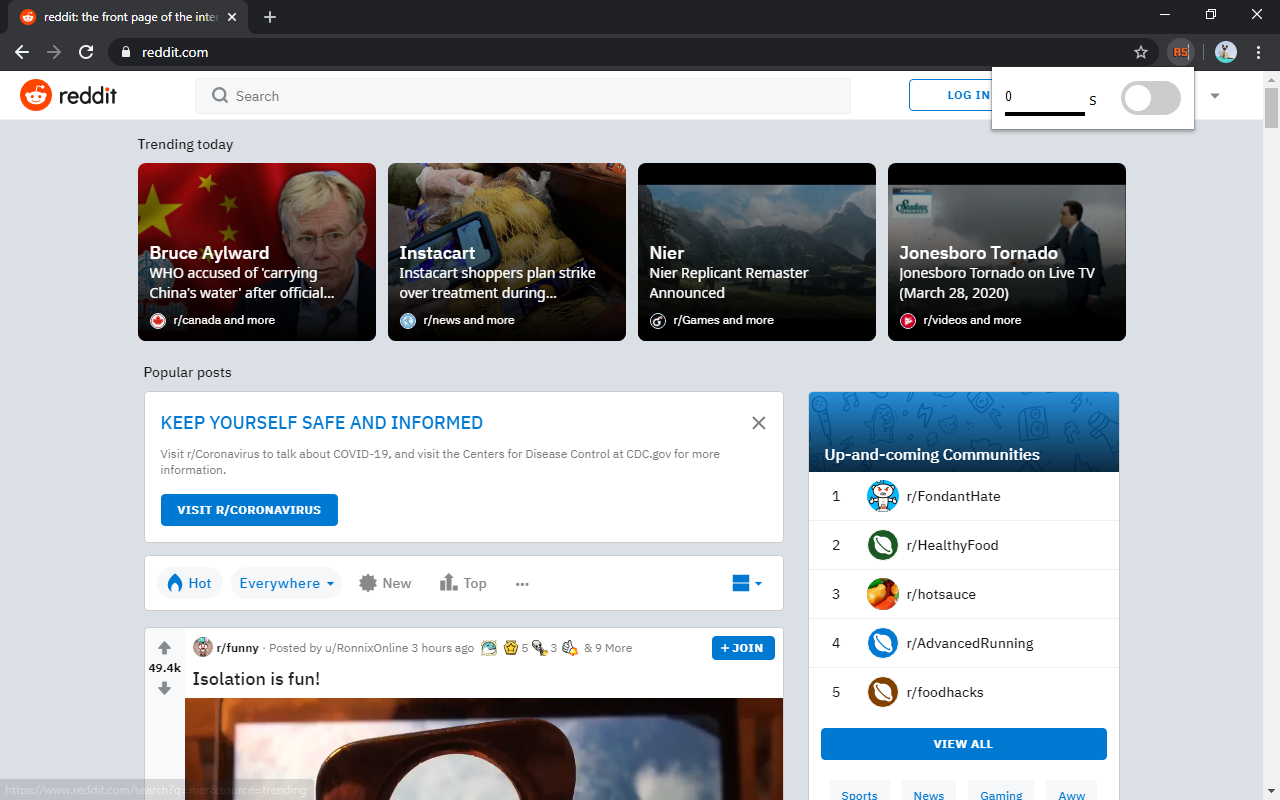 reddit: the front page of the inter
reddit.com
RS
reddit
Search
LOG IN
0
S
Trending today
Bruce Aylward
WHO accused of 'carrying
China's water' after official...
r/canada and more
Instacart
Instacart shoppers plan strike
over treatment during...
r/news and more
Nier
Nier Replicant Remaster
Announced
r/Games and more
Jonesboro Tornado
Jonesboro Tornado on Live TV
(March 28, 2020)
r/videos and more
Popular posts
KEEP YOURSELF SAFE AND INFORMED
Visit r/Coronavirus to talk about COVID-19, and visit the Centers for Disease Control at CDC.gov for more
information.
VISIT R/CORONAVIRUS
Hot
Everywhere
New
Top
49.4k
r/funny · Posted by u/RonnixOnline 3 hours ago 5 3 & 9 More
+ JOIN
Isolation is fun!
Up-and-coming Communities
1 r/FondantHate
2 r/HealthyFood
3 r/hotsauce
4 r/AdvancedRunning
5 r/foodhacks
VIEW ALL
Sports News Gaming Aww
https://www.reddit.com/search?q=nier&source=trending